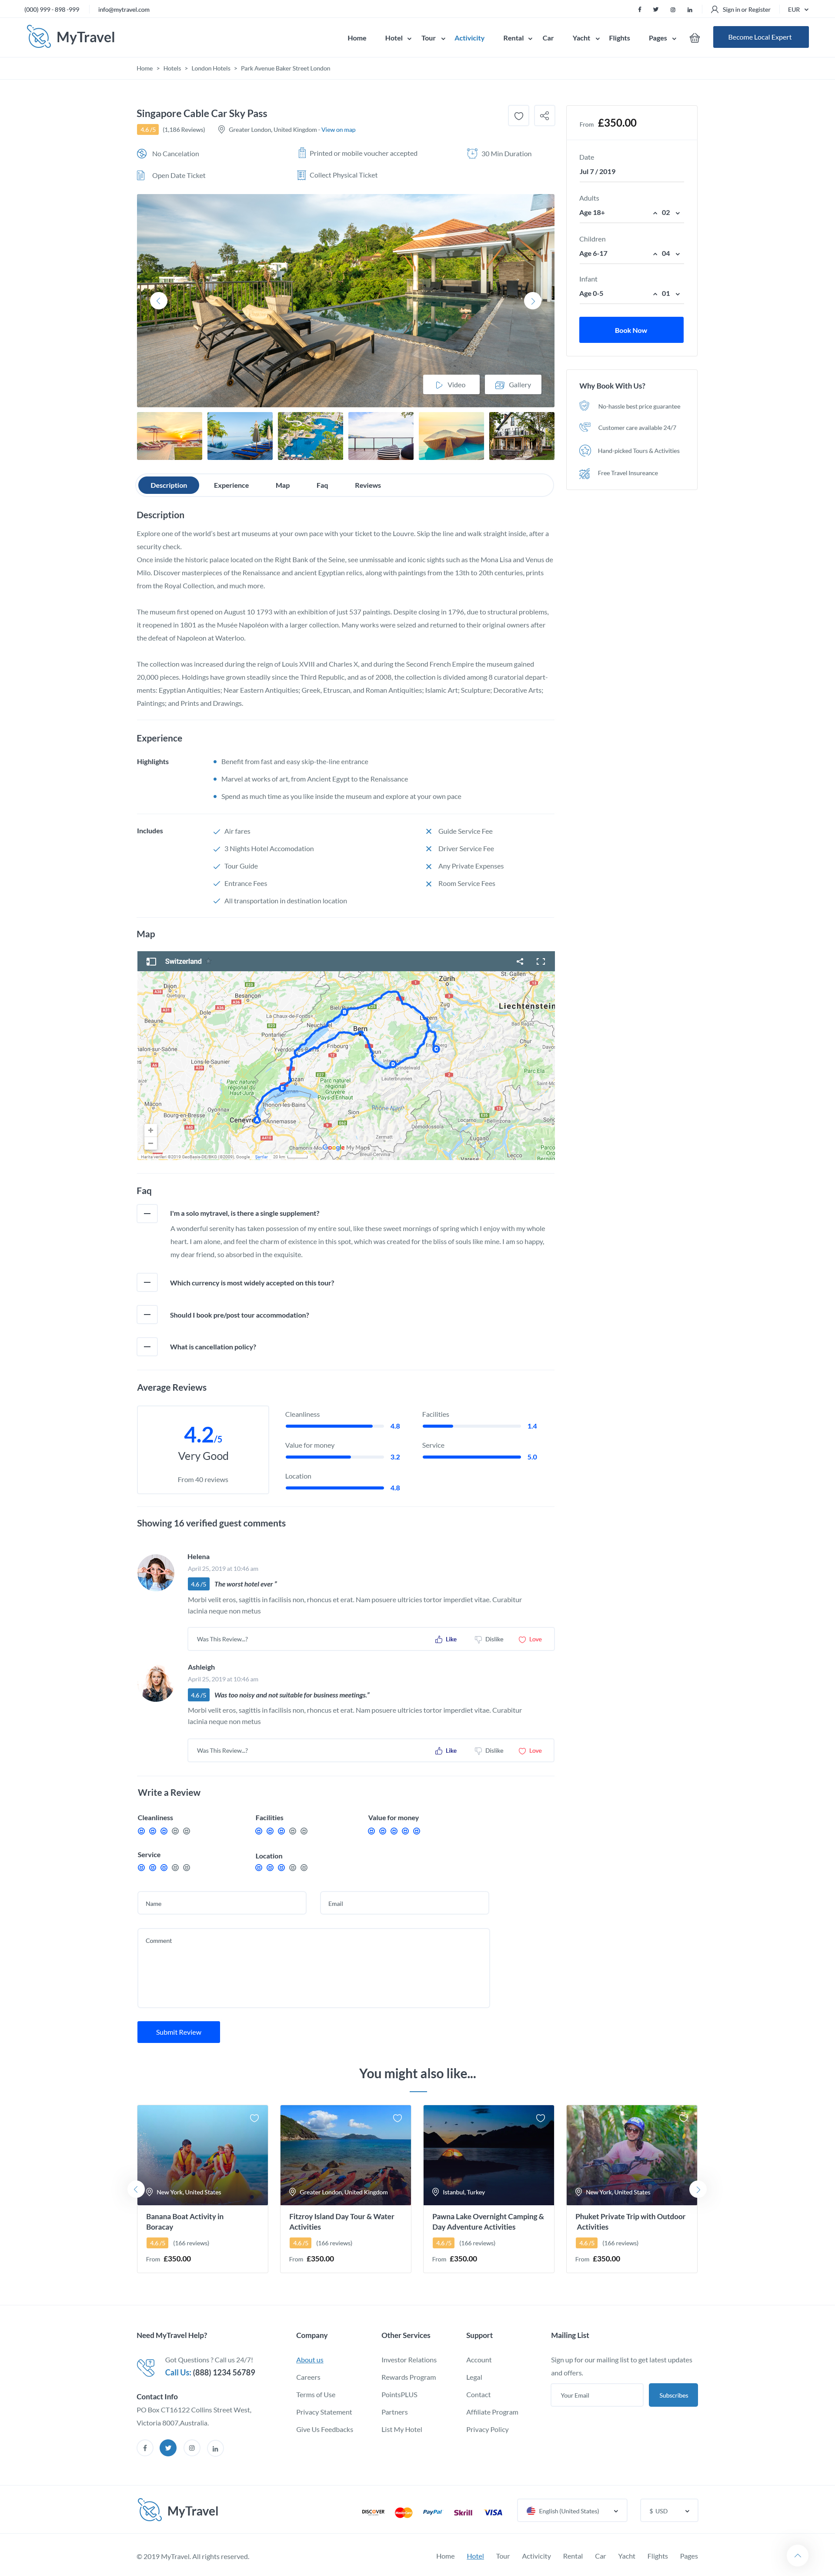 (000) 999 - 898 -999
info@mytravel.com
Sign in or Register
EUR
MyTravel
Home
Hotel
Tour
Activicity
Rental
Car
Yacht
Flights
Pages
Become Local Expert
Home > Hotels > London Hotels > Park Avenue Baker Street London
Singapore Cable Car Sky Pass
4.6 /5 (1,186 Reviews)
Greater London, United Kingdom - View on map
No Cancelation
Printed or mobile voucher accepted
30 Min Duration
Open Date Ticket
Collect Physical Ticket
Video
Gallery
From £350.00
Date
Jul 7 / 2019
Adults
Age 18+ 02
Children
Age 6-17 04
Infant
Age 0-5 01
Book Now
Why Book With Us?
No-hassle best price guarantee
Customer care available 24/7
Hand-picked Tours & Activities
Free Travel Insureance
Description
Experience
Map
Faq
Reviews
Description
Explore one of the world's best art museums at your own pace with your ticket to the Louvre. Skip the line and walk straight inside, after a
security check.
Once inside the historic palace located on the Right Bank of the Seine, see unmissable and iconic sights such as the Mona Lisa and Venus de
Milo. Discover masterpieces of the Renaissance and ancient Egyptian relics, along with paintings from the 13th to 20th centuries, prints
from the Royal Collection, and much more.
The museum first opened on August 10 1793 with an exhibition of just 537 paintings. Despite closing in 1796, due to structural problems,
it reopened in 1801 as the Musée Napoléon with a larger collection. Many works were seized and returned to their original owners after
the defeat of Napoleon at Waterloo.
The collection was increased during the reign of Louis XVIII and Charles X, and during the Second French Empire the museum gained
20,000 pieces. Holdings have grown steadily since the Third Republic, and as of 2008, the collection is divided among 8 curatorial depart-
ments: Egyptian Antiquities; Near Eastern Antiquities; Greek, Etruscan, and Roman Antiquities; Islamic Art; Sculpture; Decorative Arts;
Paintings; and Prints and Drawings.
Experience
Highlights
Benefit from fast and easy skip-the-line entrance
Marvel at works of art, from Ancient Egypt to the Renaissance
Spend as much time as you like inside the museum and explore at your own pace
Includes
Air fares
Guide Service Fee
3 Nights Hotel Accomodation
Driver Service Fee
Tour Guide
Any Private Expenses
Entrance Fees
Room Service Fees
All transportation in destination location
Map
Switzerland
Zürich
St. Gallen
Dijon
Besançon
Liechtenstein
Beaune
Dole
La Chaux-de-Fonds
Neuchâtel
Bern
Luzern
Pontarlier
Fribourg
Lons-le-Saunier
Lauterbrunnen
Parc naturel
régional
Gruyère
Pays-d'Enhaut
Mâcon
Bourg-en-Bresse
Thonon-les-Bains
Sion
Zermatt
Locarno
Lugano
Varese
Lecco
Google My Maps
Faq
I'm a solo mytravel, is there a single supplement?
A wonderful serenity has taken possession of my entire soul, like these sweet mornings of spring which I enjoy with my whole
heart. I am alone, and feel the charm of existence in this spot, which was created for the bliss of souls like mine. I am so happy,
my dear friend, so absorbed in the exquisite.
Which currency is most widely accepted on this tour?
Should I book pre/post tour accommodation?
What is cancellation policy?
Average Reviews
4.2/5
Very Good
From 40 reviews
Cleanliness
4.8
Facilities
1.4
Value for money
3.2
Service
5.0
Location
4.8
Showing 16 verified guest comments
Helena
April 25, 2019 at 10:46 am
4.6 /5 The worst hotel ever "
Morbi velit eros, sagittis in facilisis non, rhoncus et erat. Nam posuere ultricies tortor imperdiet vitae. Curabitur
lacinia neque non metus
Was This Review...?
Like
Dislike
Love
Ashleigh
April 25, 2019 at 10:46 am
4.6 /5 Was too noisy and not suitable for business meetings."
Morbi velit eros, sagittis in facilisis non, rhoncus et erat. Nam posuere ultricies tortor imperdiet vitae. Curabitur
lacinia neque non metus
Was This Review...?
Like
Dislike
Love
Write a Review
Cleanliness
Facilities
Value for money
Service
Location
Name
Email
Comment
Submit Review
You might also like...
New York, United States
Greater London, United Kingdom
Istanbul, Turkey
New York, United States
Banana Boat Activity in
Boracay
4.6 /5 (166 reviews)
From £350.00
Fitzroy Island Day Tour & Water
Activities
4.6 /5 (166 reviews)
From £350.00
Pawna Lake Overnight Camping &
Day Adventure Activities
4.6 /5 (166 reviews)
From £350.00
Phuket Private Trip with Outdoor
Activities
4.6 /5 (166 reviews)
From £350.00
Need MyTravel Help?
Got Questions ? Call us 24/7!
Call Us: (888) 1234 56789
Contact Info
PO Box CT16122 Collins Street West,
Victoria 8007,Australia.
Company
About us
Careers
Terms of Use
Privacy Statement
Give Us Feedbacks
Other Services
Investor Relations
Rewards Program
PointsPLUS
Partners
List My Hotel
Support
Account
Legal
Contact
Affiliate Program
Privacy Policy
Mailing List
Sign up for our mailing list to get latest updates
and offers.
Your Email
Subscribes
MyTravel
DISCOVER
MasterCard
PayPal
Skrill
VISA
English (United States)
$ USD
© 2019 MyTravel. All rights reserved.
Home
Hotel
Tour
Activicity
Rental
Car
Yacht
Flights
Pages